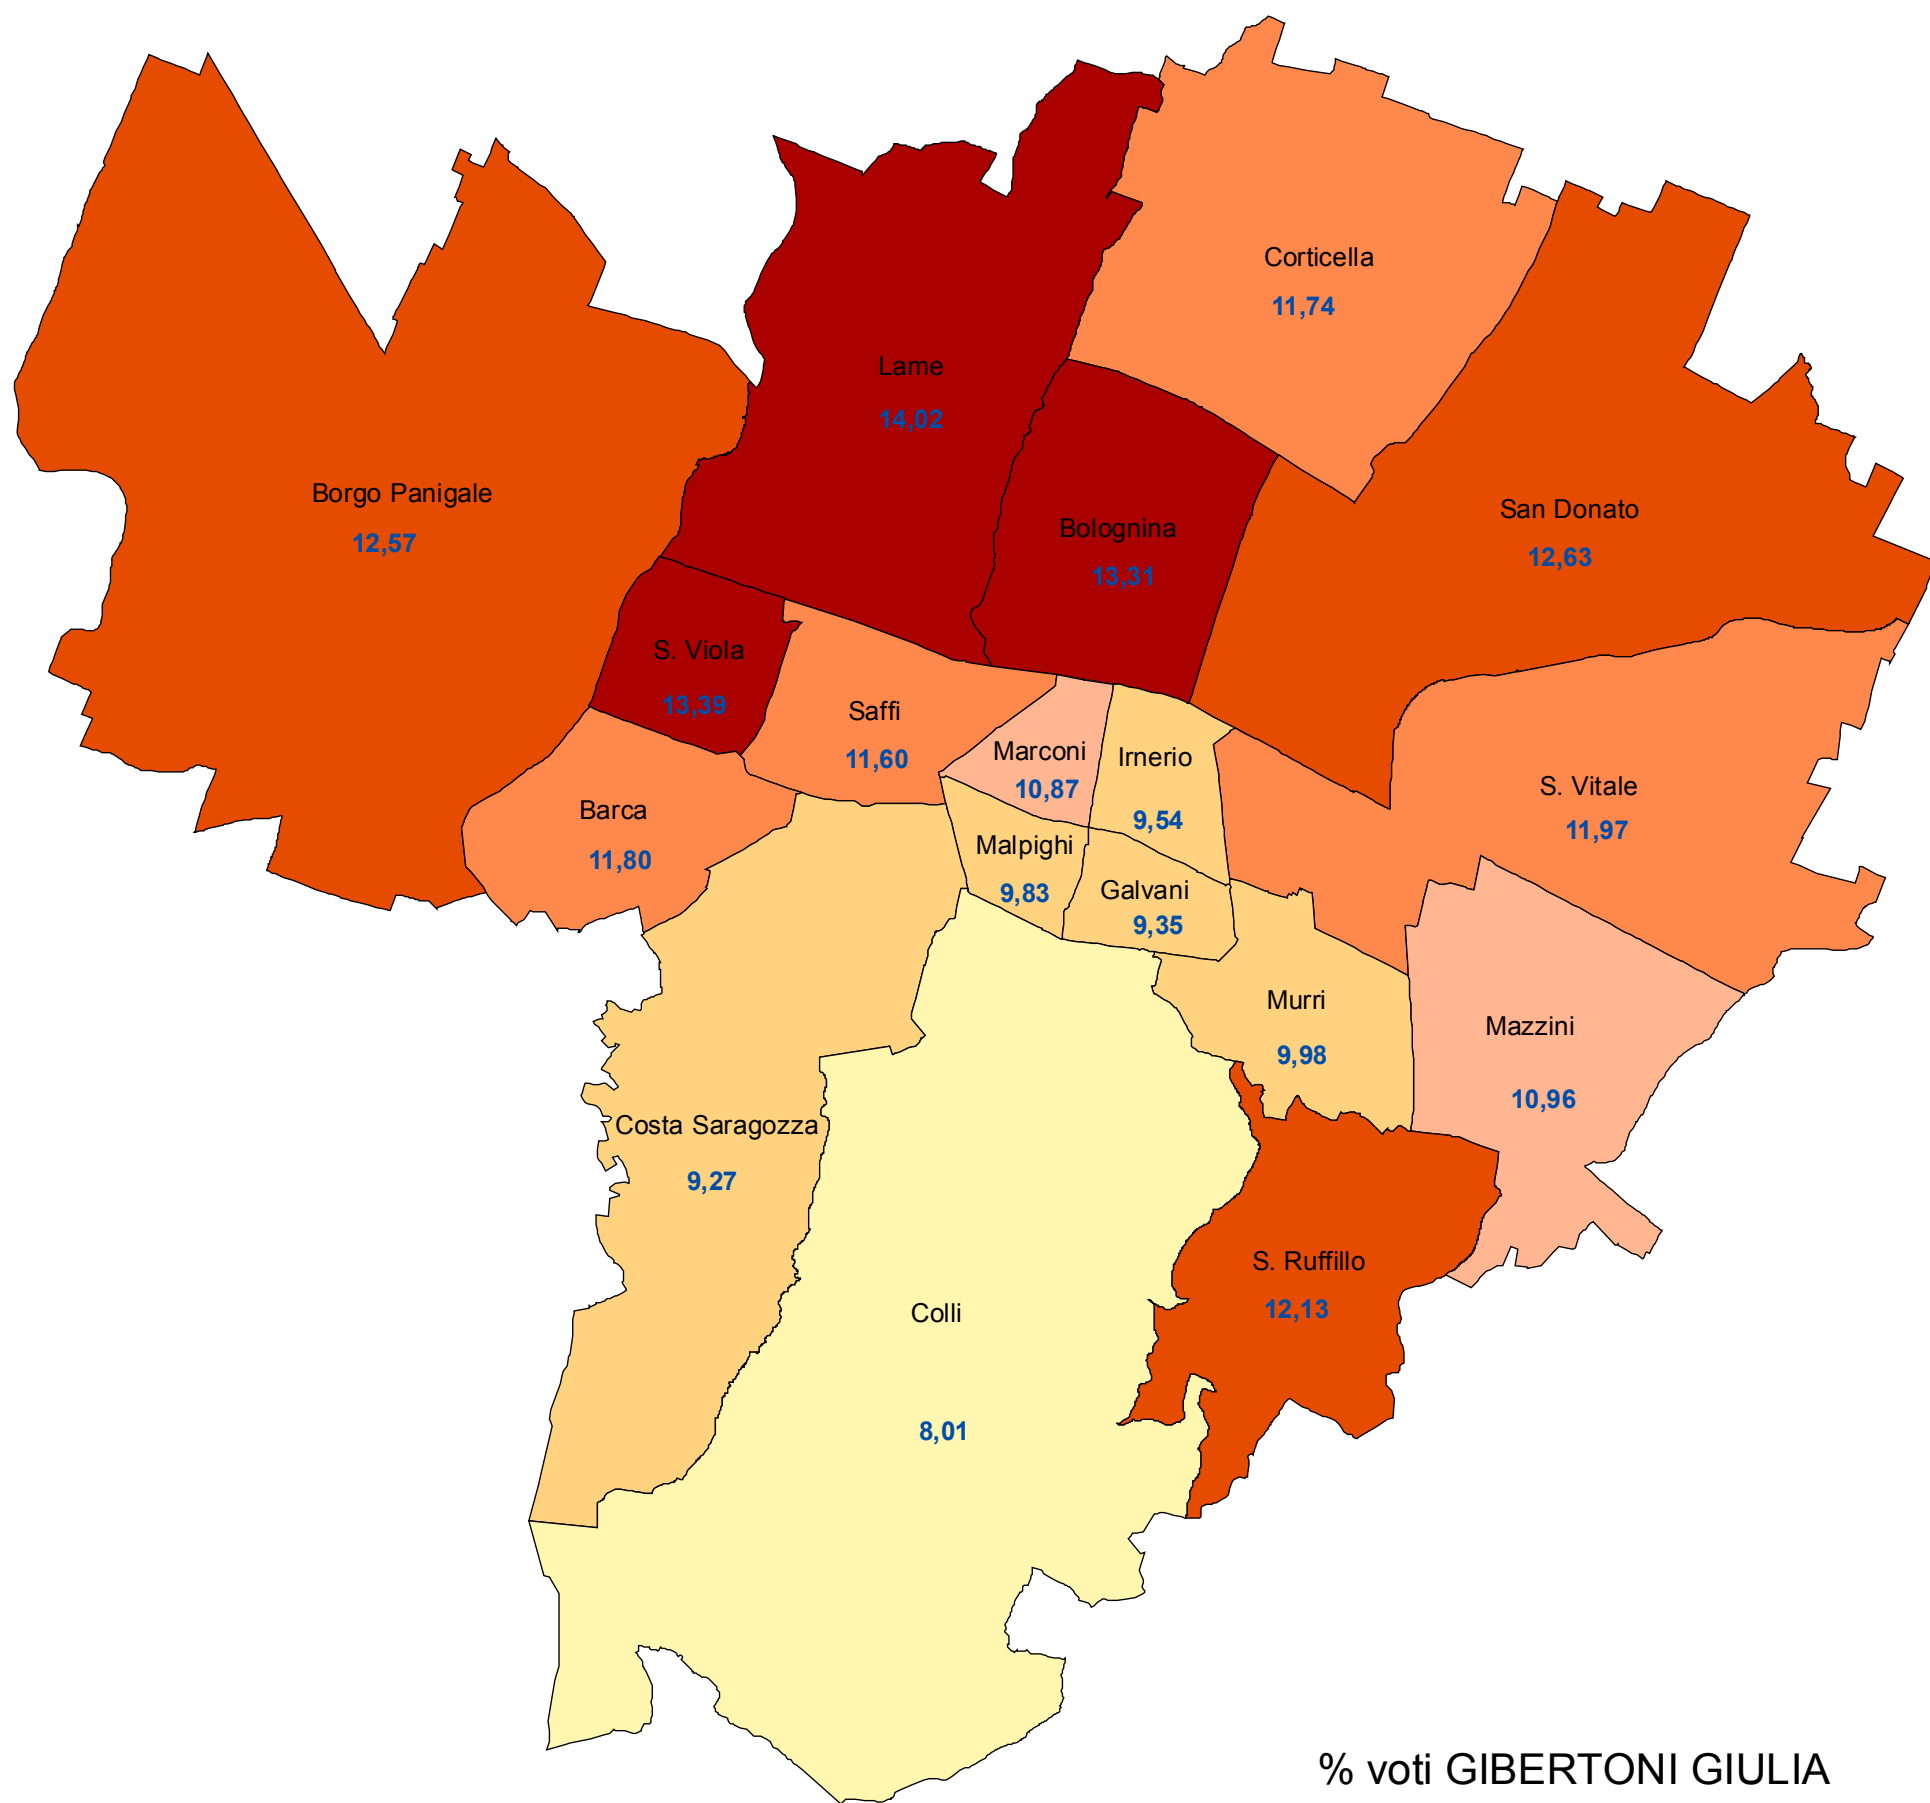 Corticella
11,74
Lame
14,02
Borgo Panigale
12,57
San Donato
12,63
Bolognina
13,31
S. Viola
13,39
Saffi
11,60
Marconi
10,87
Irnerio
9,54
S. Vitale
11,97
Barca
11,80
Malpighi
9,83
Galvani
9,35
Murri
9,98
Mazzini
10,96
Costa Saragozza
9,27
S. Ruffillo
12,13
Colli
8,01
% voti GIBERTONI GIULIA